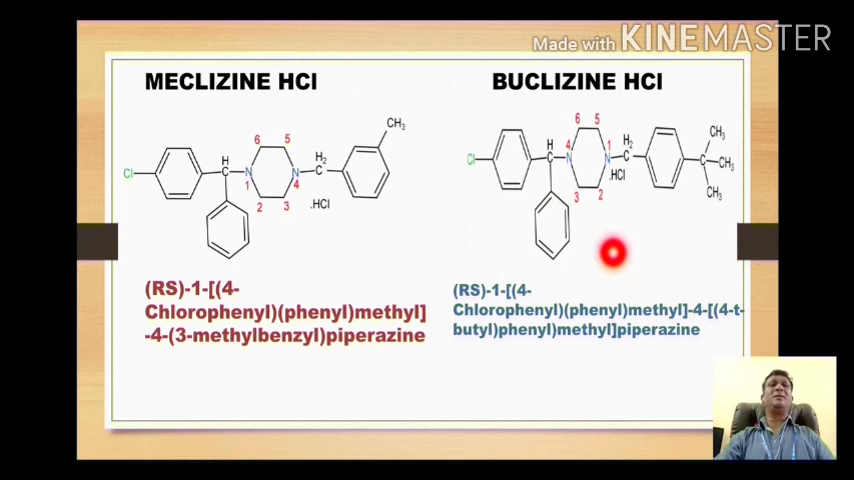 Made with KINEMASTER
MECLIZINE HCl
BUCLIZINE HCl
CH3
6
5
H
H2
Cl
C
N
N
C
1
4
2
3
.HCl
6
5
CH3
H
4
1
H2
Cl
C
N
N
C
C
CH3
.HCl
3
2
CH3
(RS)-1-[(4-
Chlorophenyl)(phenyl)methyl]
-4-(3-methylbenzyl)piperazine
(RS)-1-[(4-
Chlorophenyl)(phenyl)methyl]-4-[(4-t-
butyl)phenyl)methyl]piperazine